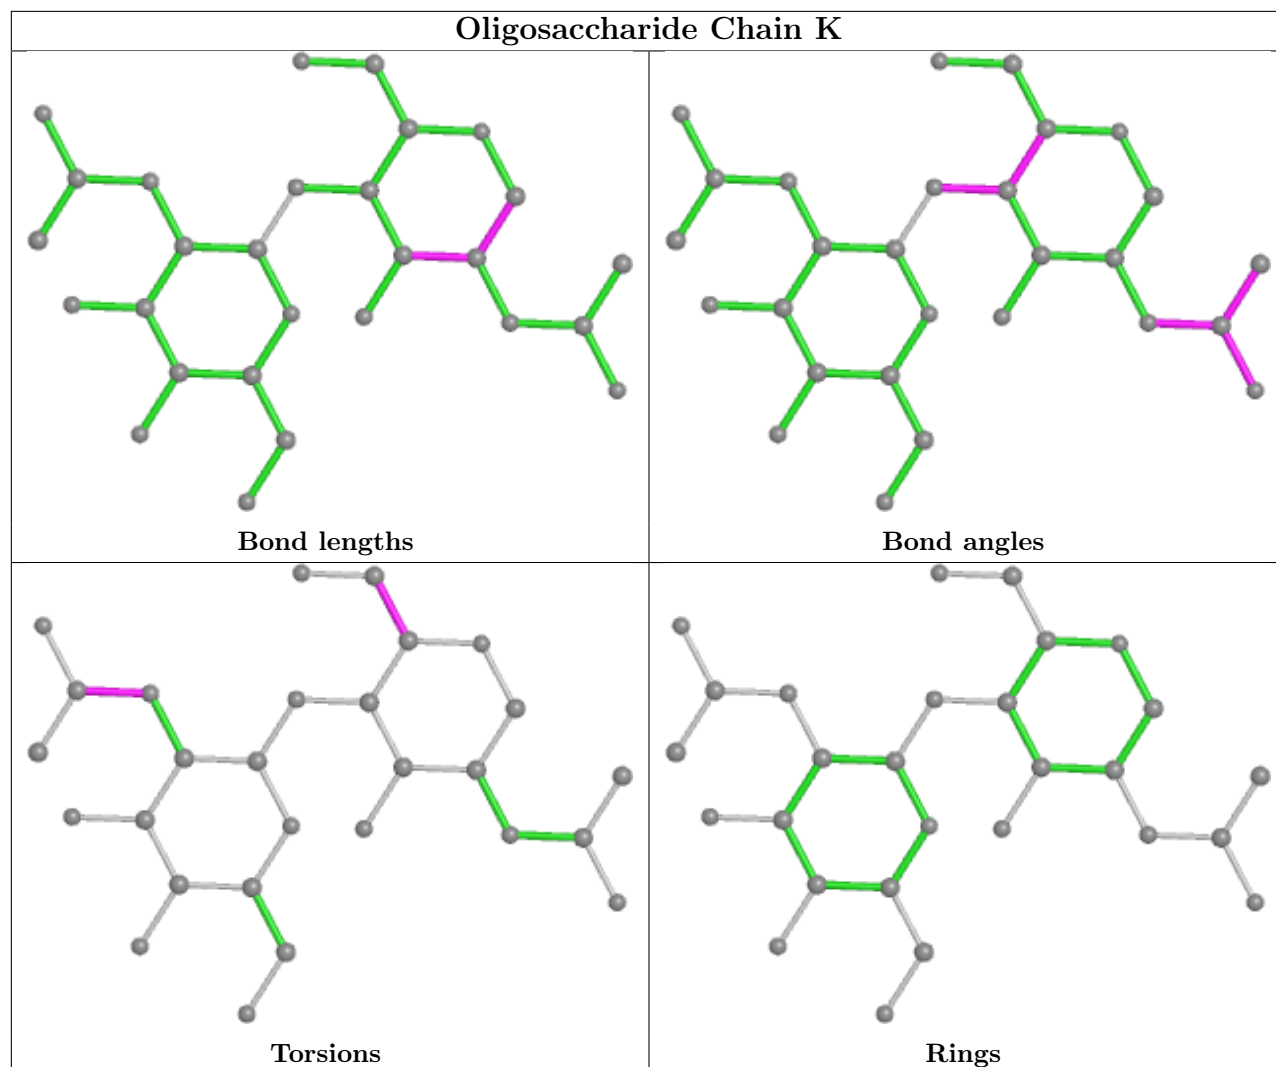 Oligosaccharide Chain K
Bond lengths
Bond angles
Torsions
Rings